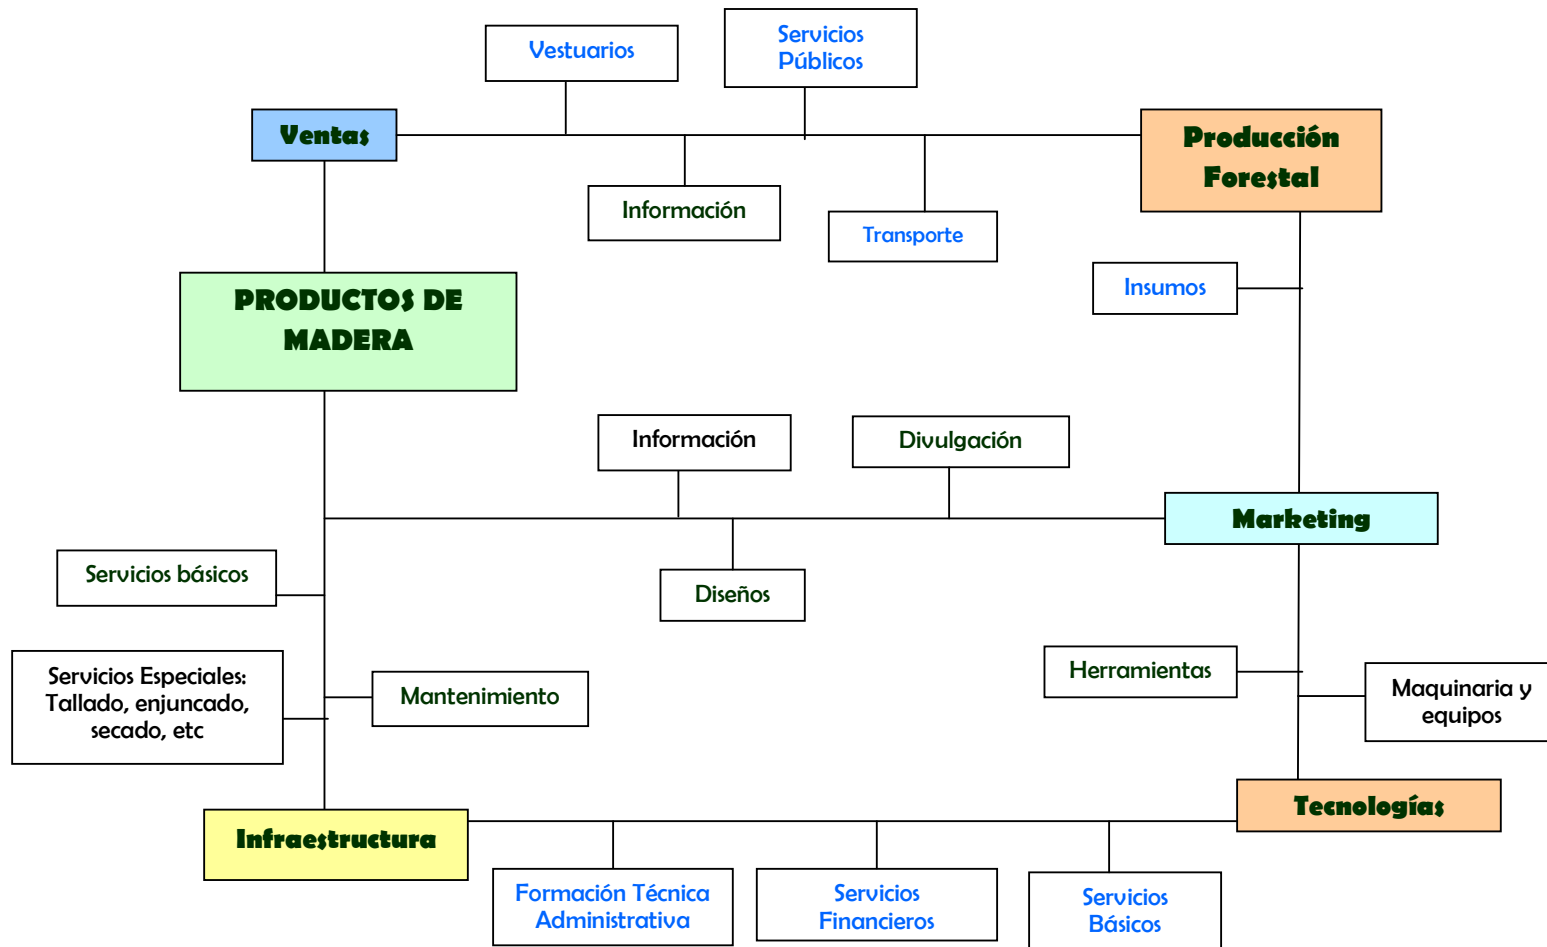 Vestuarios
Servicios
Públicos
Ventas
Producción
Forestal
Información
Transporte
Insumos
PRODUCTOS DE
MADERA
Información
Divulgación
Marketing
Servicios básicos
Diseños
Servicios Especiales:
Tallado, enjuncado,
secado, etc
Mantenimiento
Herramientas
Maquinaria y
equipos
Tecnologías
Infraestructura
Formación Técnica
Administrativa
Servicios
Financieros
Servicios
Básicos